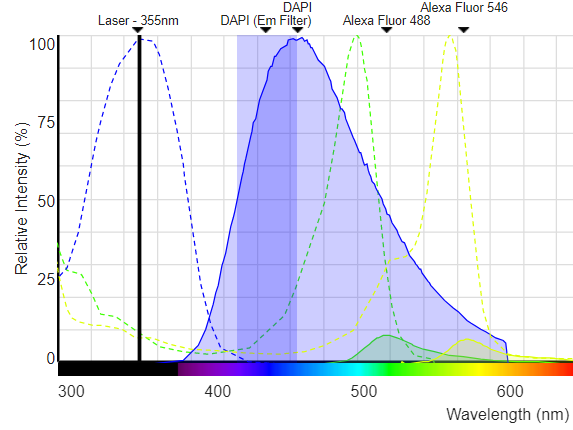 DAPI
Alexa Fluor 546
Laser - 355nm
DAPI (Em Filter)
Alexa Fluor 488
100
75
50
25
0
Relative Intensity (%)
300
400
500
600
Wavelength (nm)